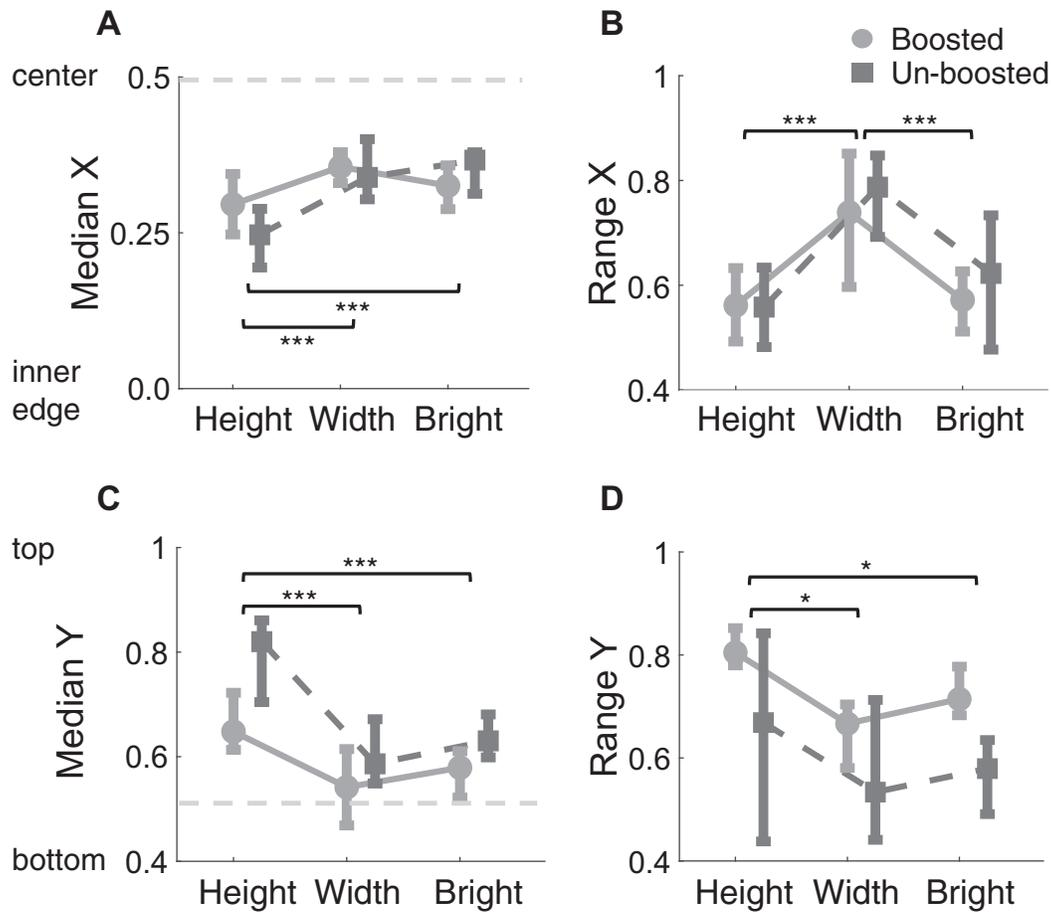 A
center
0.5
Median X
0.25
***
***
inner
edge
0.0
Height Width Bright
B
Boosted
Un-boosted
1
*** ***
0.8
Range X
0.6
0.4
Height Width Bright
C
top
1
***
***
0.8
Median Y
0.6
bottom
0.4
Height Width Bright
D
1
*
*
0.8
Range Y
0.6
0.4
Height Width Bright